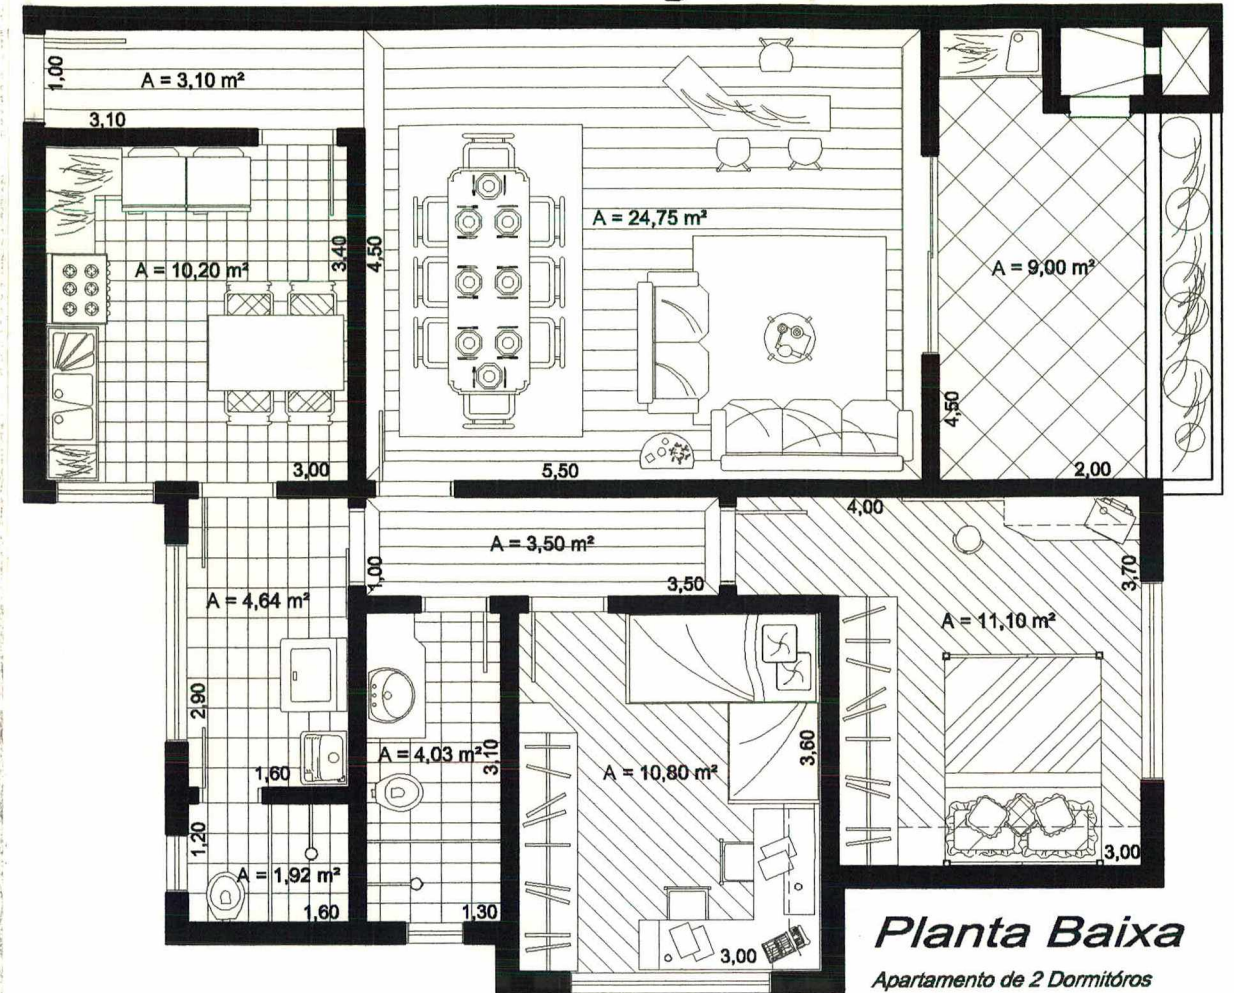 1,00
A = 3,10 m²
3,10
A = 24,75 m²
3,40
4,50
A = 10,20 m²
A = 9,00 m²
4,50
3,00
5,50
2,00
4,00
A = 3,50 m²
1,00
3,50
3,70
A = 4,64 m²
A = 11,10 m²
2,90
A = 4,03 m²
3,10
3,60
1,60
A = 10,80 m²
1,20
3,00
A = 1,92 m²
1,60
1,30
3,00
Planta Baixa
Apartamento de 2 Dormitóros